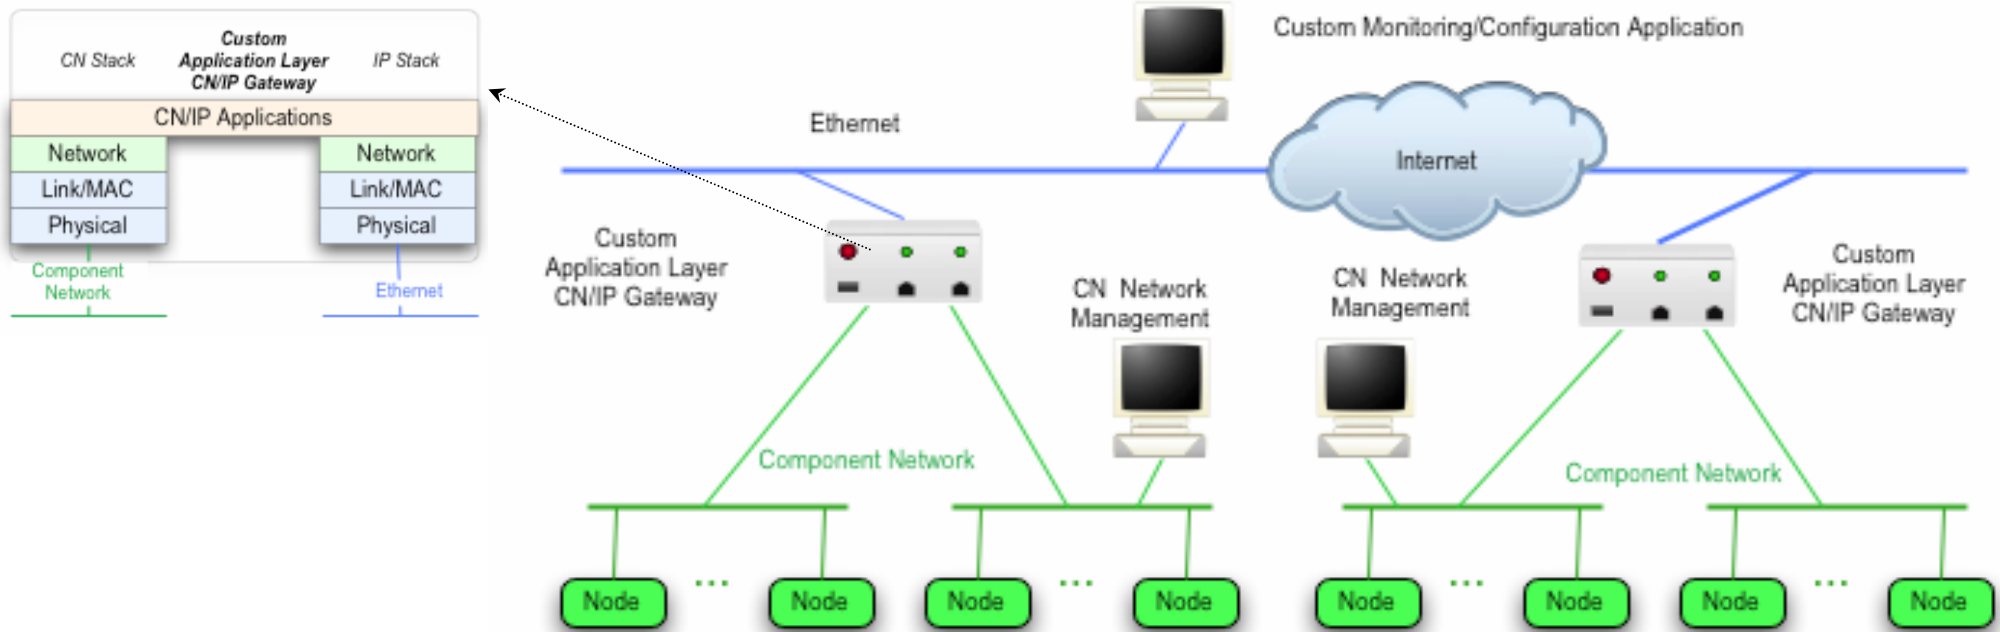 CN Stack
Custom
Application Layer
CN/IP Gateway
IP Stack
CN/IP Applications
Network
Link/MAC
Physical
Network
Link/MAC
Physical
Component
Network
Ethernet
Custom Monitoring/Configuration Application
Ethernet
Internet
Custom
Application Layer
CN/IP Gateway
CN Network
Management
CN Network
Management
Custom
Application Layer
CN/IP Gateway
Component Network
Component Network
Node
...
Node
Node
...
Node
Node
...
Node
Node
...
Node